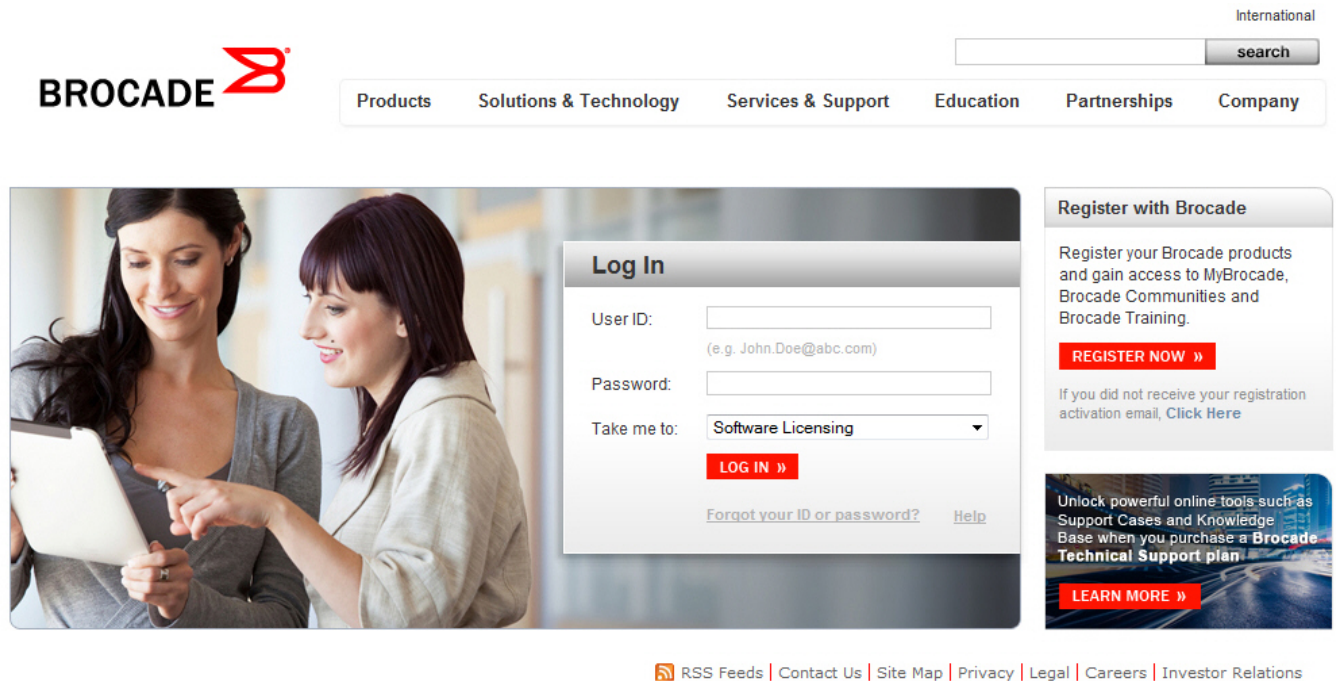 International
search
BROCADE
Products Solutions & Technology Services & Support Education Partnerships Company
Log In
User ID:
(e.g. John.Doe@abc.com)
Password:
Take me to: Software Licensing
LOG IN »
Forgot your ID or password? Help
Register with Brocade
Register your Brocade products
and gain access to MyBrocade,
Brocade Communities and
Brocade Training.
REGISTER NOW »
If you did not receive your registration
activation email, Click Here
Unlock powerful online tools such as
Support Cases and Knowledge
Base when you purchase a Brocade
Technical Support plan
LEARN MORE »
RSS Feeds | Contact Us | Site Map | Privacy | Legal | Careers | Investor Relations